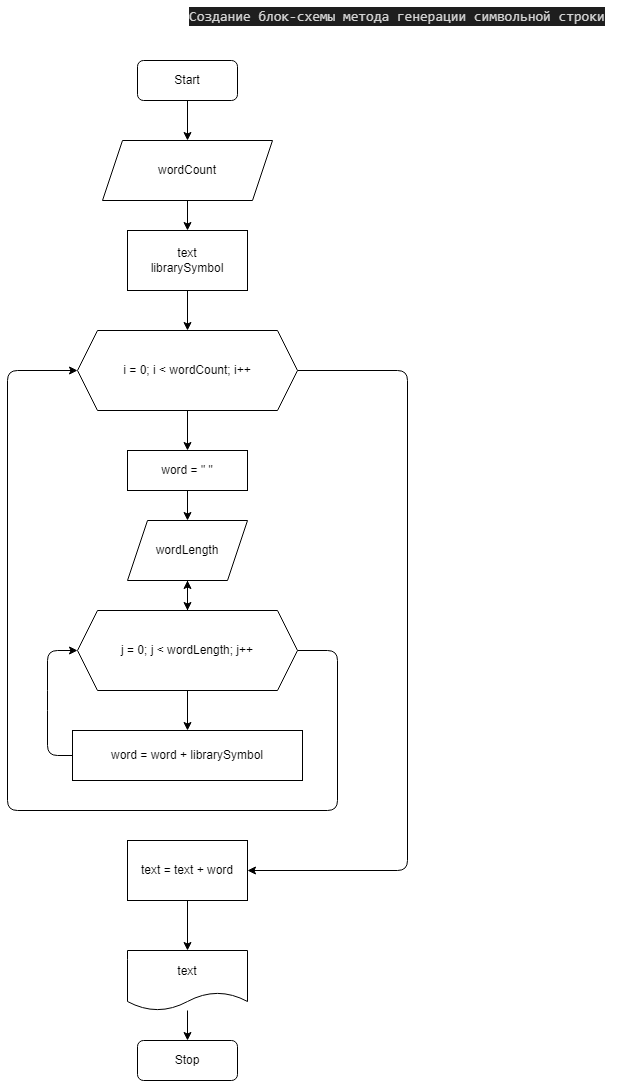 Создание блок-схемы метода генерации символьной строки
Start
wordCount
text
librarySymbol
i = 0; i < wordCount; i++
word = " "
wordLength
j = 0; j < wordLength; j++
word = word + librarySymbol
text = text + word
text
Stop